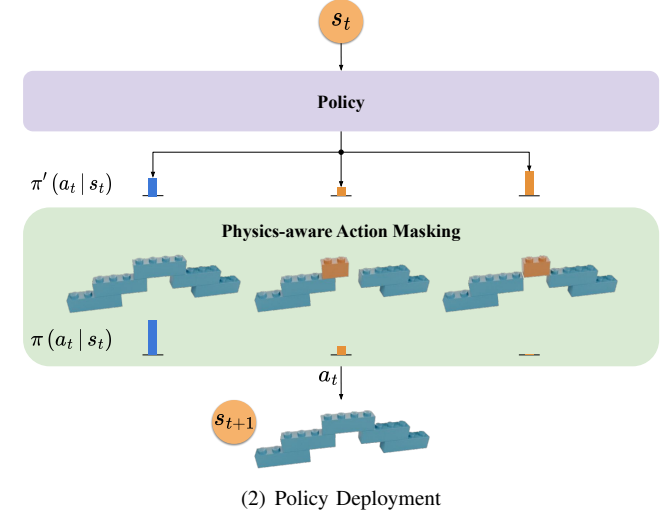 s_t
Policy
π′(a_t | s_t)
Physics-aware Action Masking
π(a_t | s_t)
a_t
s_{t+1}
(2) Policy Deployment